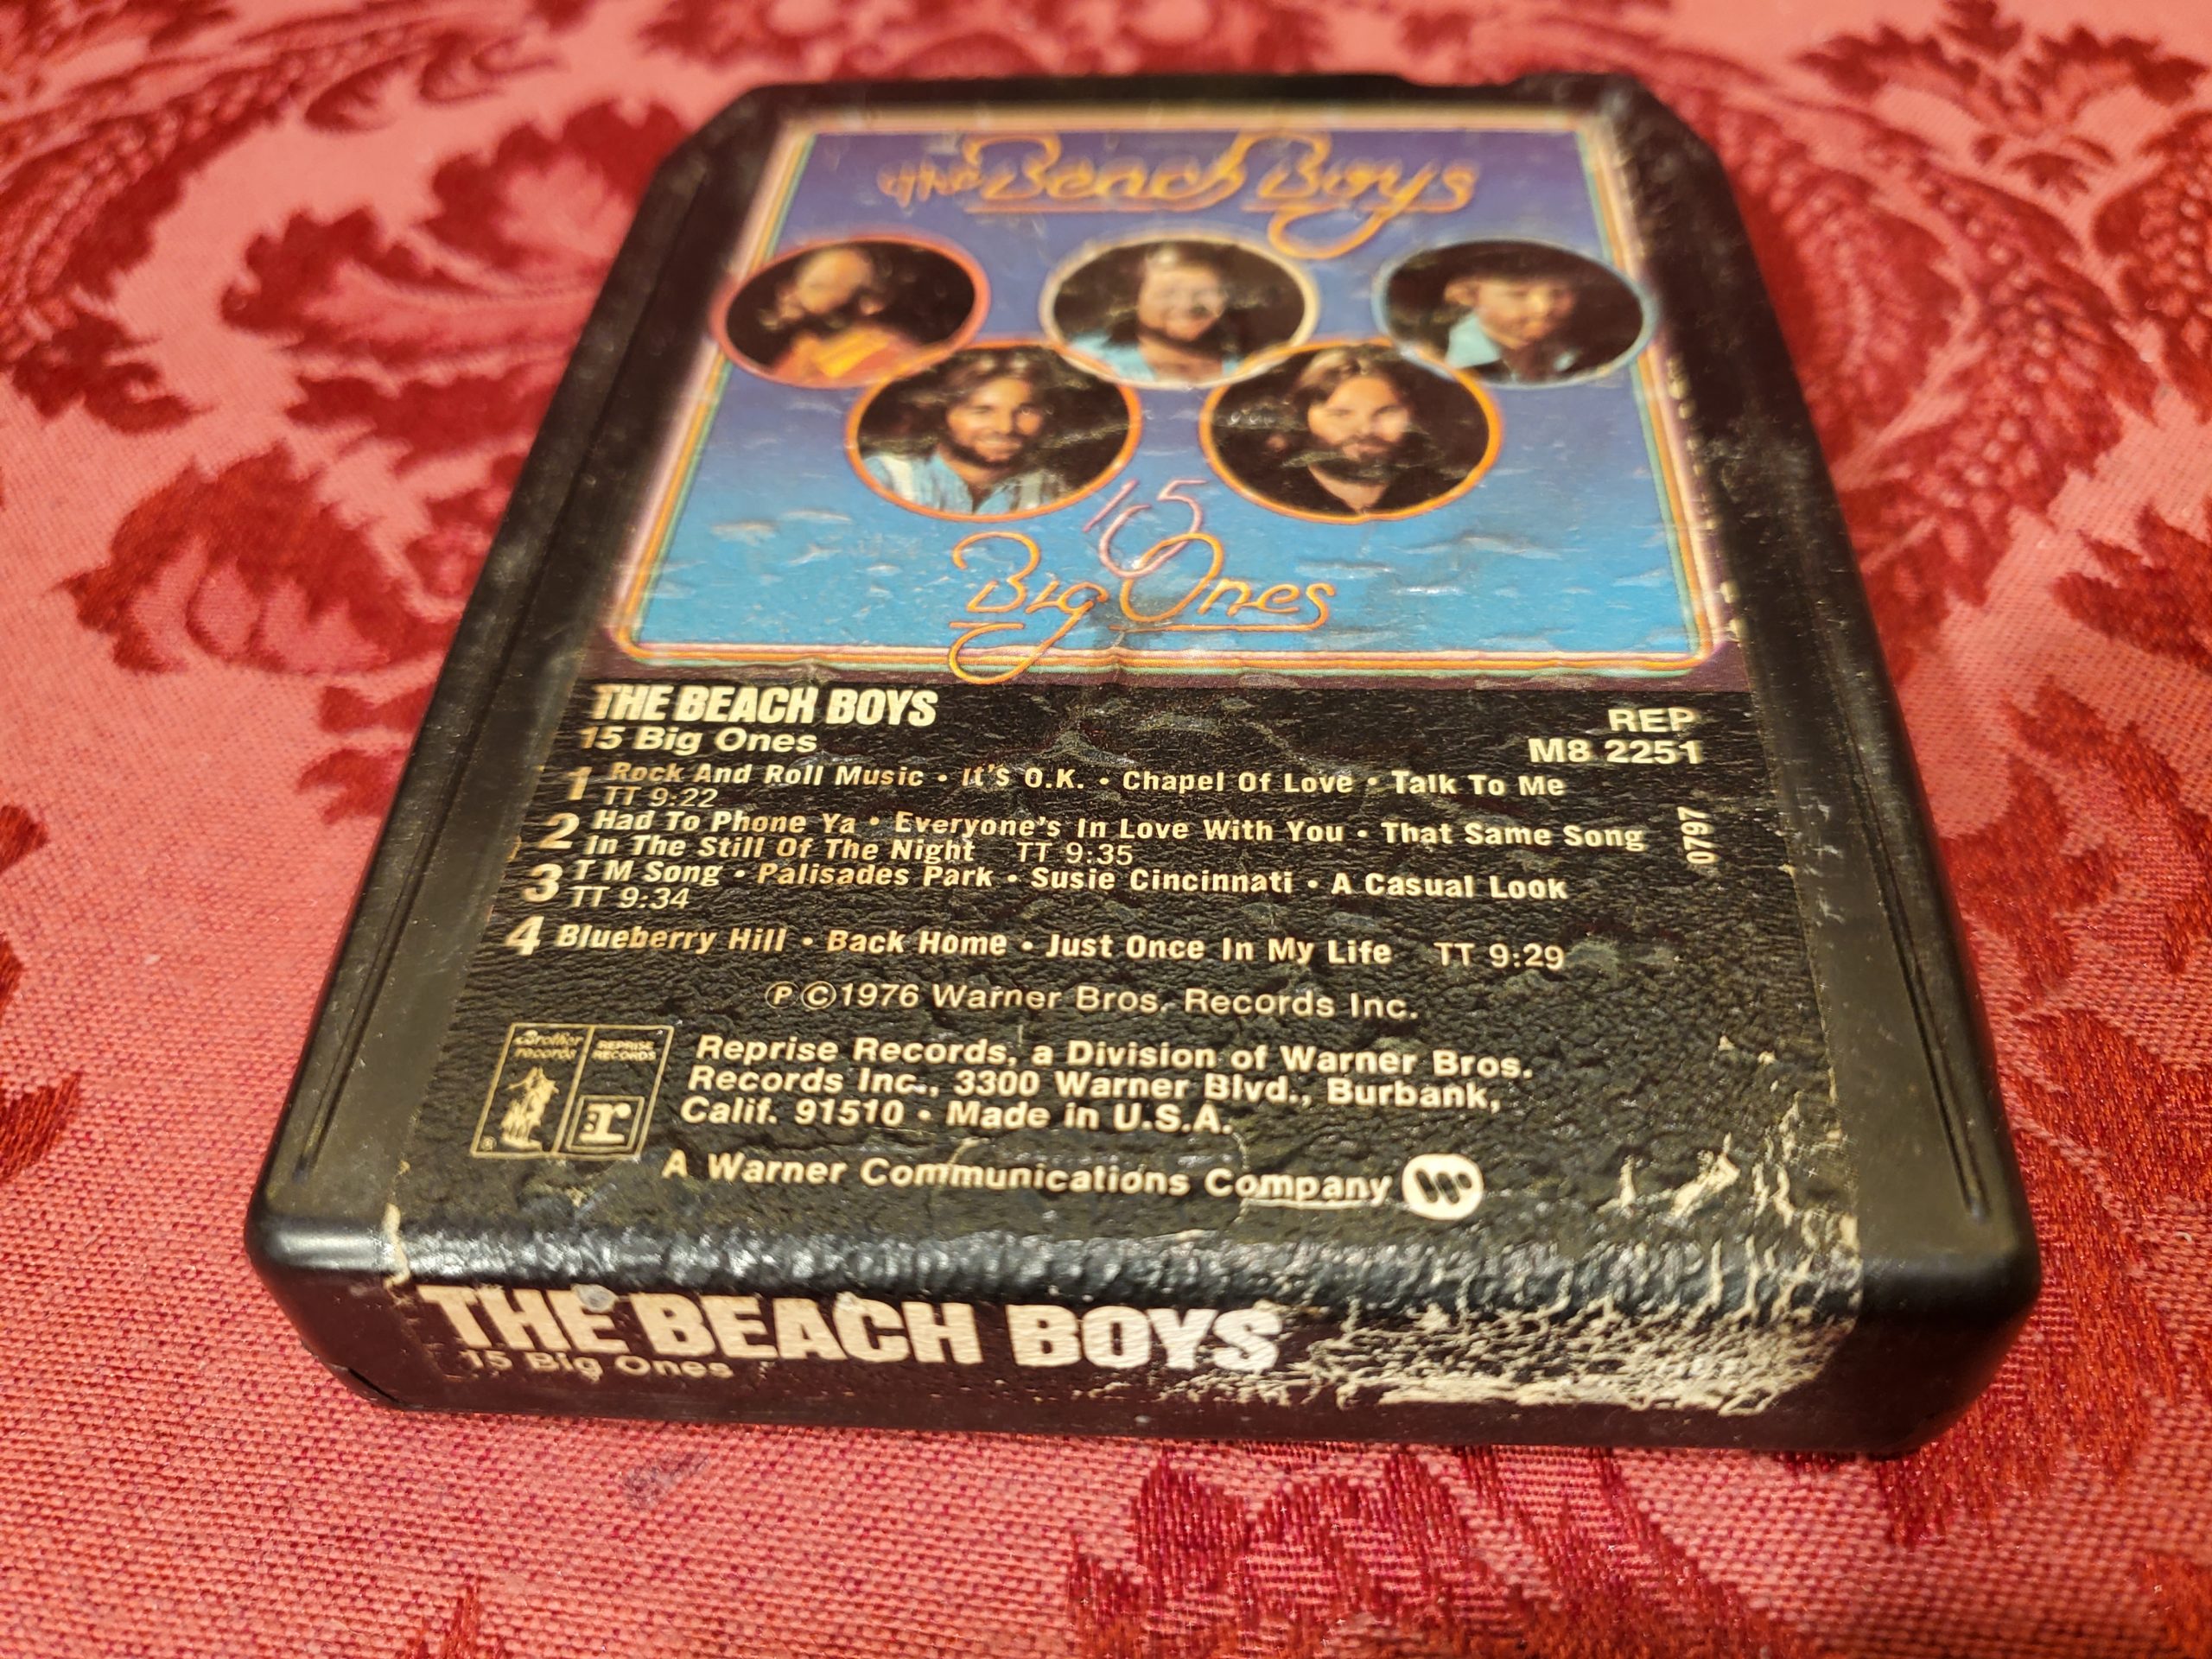 the Beach Boys
15
Big Ones
THE BEACH BOYS
15 Big Ones
REP
M8 2251
1 Rock And Roll Music • It's O.K. • Chapel Of Love • Talk To Me
TT 9:22
2 Had To Phone Ya • Everyone's In Love With You • That Same Song
In The Still Of The Night TT 9:35
3 T M Song • Palisades Park • Susie Cincinnati • A Casual Look
TT 9:34
4 Blueberry Hill • Back Home • Just Once In My Life TT 9:29
0797
Ⓟ ©1976 Warner Bros. Records Inc.
Brother
records
®
REPRISE
RECORDS
:r
Reprise Records, a Division of Warner Bros.
Records Inc., 3300 Warner Blvd., Burbank,
Calif. 91510 • Made in U.S.A.
A Warner Communications Company
THE BEACH BOYS
15 Big Ones